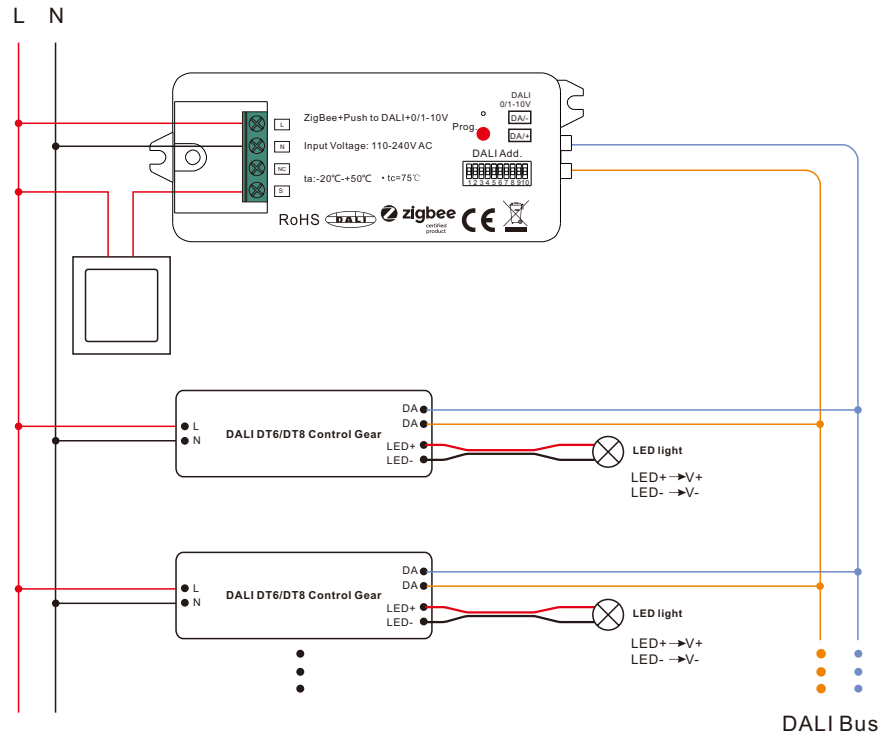 L N
DALI
0/1-10V
L ZigBee+Push to DALI+0/1-10V
Prog.
DA/-
DA/+
N Input Voltage: 110-240V AC
DALI Add.
NC
ta:-20℃-+50℃ • tc=75℃
S
1 2 3 4 5 6 7 8 9 10
RoHS DALI zigbee CE
certified
product
DA
DA
L
N
DALI DT6/DT8 Control Gear
LED+
LED-
LED light
LED+→V+
LED- →V-
DA
DA
L
N
DALI DT6/DT8 Control Gear
LED+
LED-
LED light
LED+→V+
LED- →V-
DALI Bus